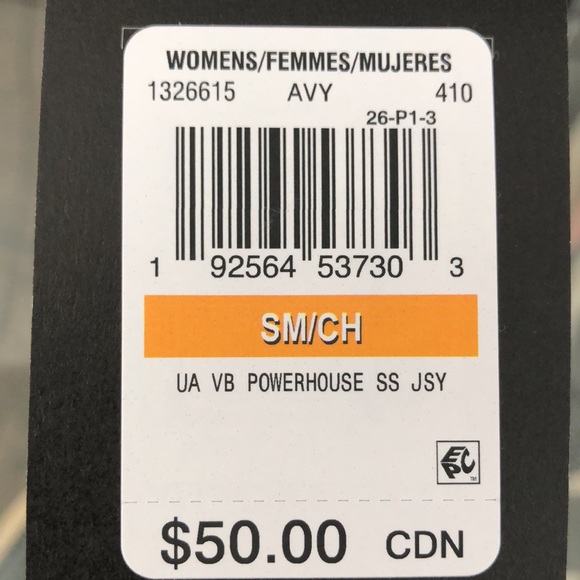 WOMENS/FEMMES/MUJERES
1326615 AVY 410
26-P1-3
1 92564 53730 3
SM/CH
UA VB POWERHOUSE SS JSY
EPC TM
$50.00 CDN